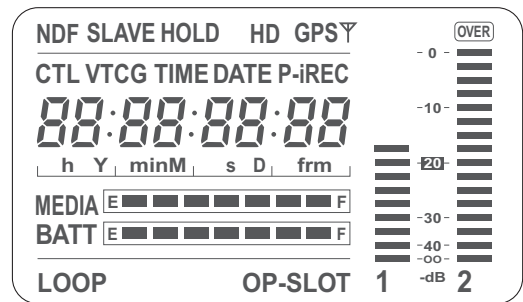 NDF SLAVE HOLD HD GPS
OVER
CTL VTCG TIME DATE P-iREC
88:88:88:88
h Y minM s D frm
MEDIA E F
BATT E F
LOOP OP-SLOT
0
-10-
20
-30-
-40-
-∞-
1 -dB 2